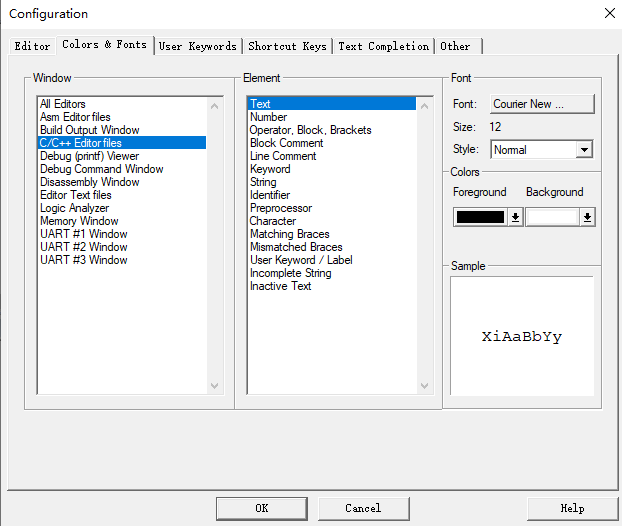 Configuration
Editor Colors & Fonts User Keywords Shortcut Keys Text Completion Other
Window
All Editors
Asm Editor files
Build Output Window
C/C++ Editor files
Debug (printf) Viewer
Debug Command Window
Disassembly Window
Editor Text files
Logic Analyzer
Memory Window
UART #1 Window
UART #2 Window
UART #3 Window
Element
Text
Number
Operator, Block, Brackets
Block Comment
Line Comment
Keyword
String
Identifier
Preprocessor
Character
Matching Braces
Mismatched Braces
User Keyword / Label
Incomplete String
Inactive Text
Font
Font: Courier New ...
Size: 12
Style: Normal
Colors
Foreground Background
Sample
XiAaBbYy
OK Cancel Help